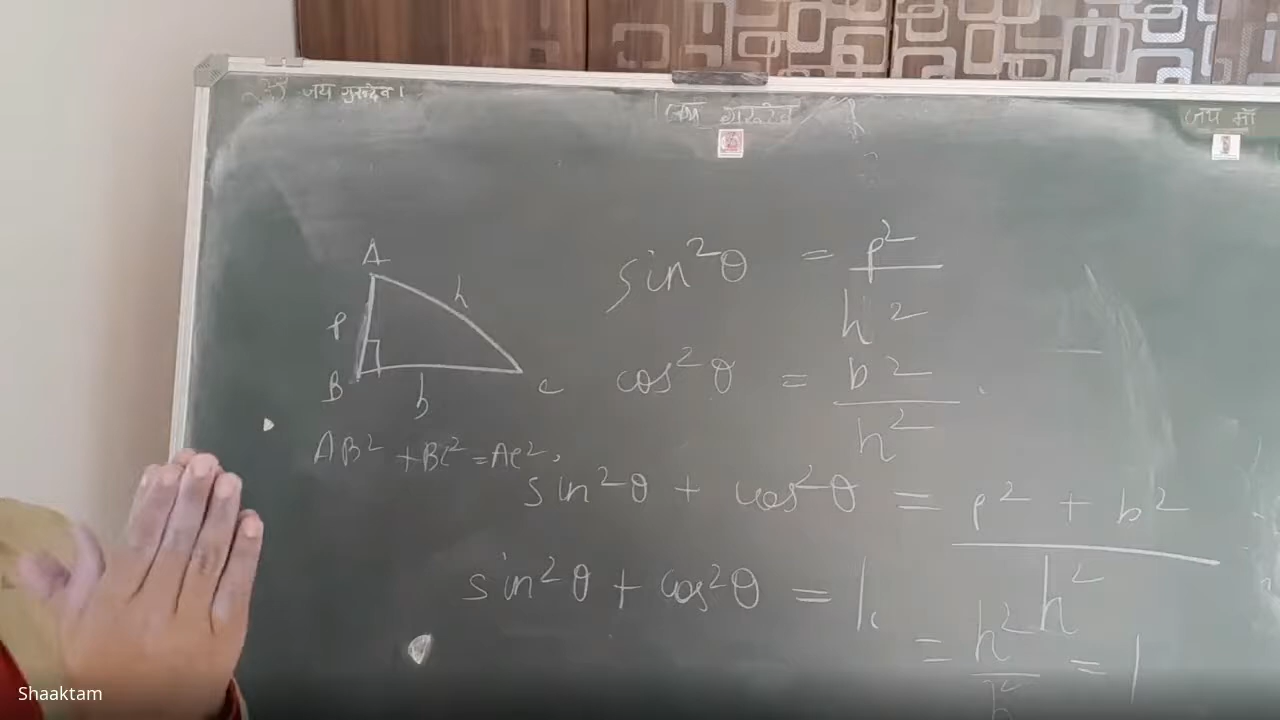 जय गुरुदेव।
जय गुरुदेव
जय माँ
A
h
P
B
b
C
AB² + BC² = AC².
sin²θ = P²/h²
cos²θ = b²/h²
sin²θ + cos²θ = P² + b²/h²
= h²/h² = 1
sin²θ + cos²θ = 1.
Shaaktam